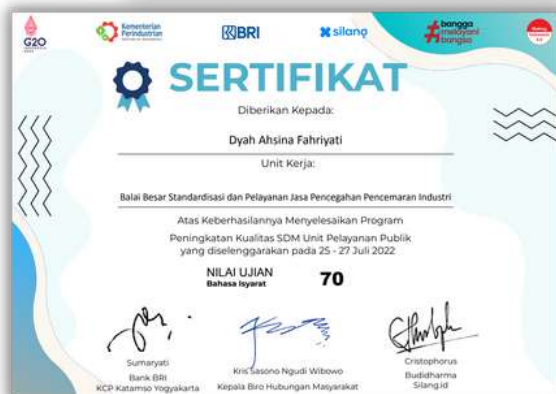 G20
Kementerian
Perindustrian
BRI
silang
#bangga
melayani
bangsa
SERTIFIKAT
Diberikan Kepada:
Dyah Ahsina Fahriyati
Unit Kerja:
Balai Besar Standardisasi dan Pelayanan Jasa Pencegahan Pencemaran Industri
Atas Keberhasilannya Menyelesaikan Program
Peningkatan Kualitas SDM Unit Pelayanan Publik
yang diselenggarakan pada 25 - 27 Juli 2022
NILAI UJIAN
Bahasa Isyarat
70
Sumaryati
Bank BRI
KCP Katamso Yogyakarta
Kris Sasono Ngudi Wibowo
Kepala Biro Hubungan Masyarakat
Cristophorus
Budidharma
Silang.id